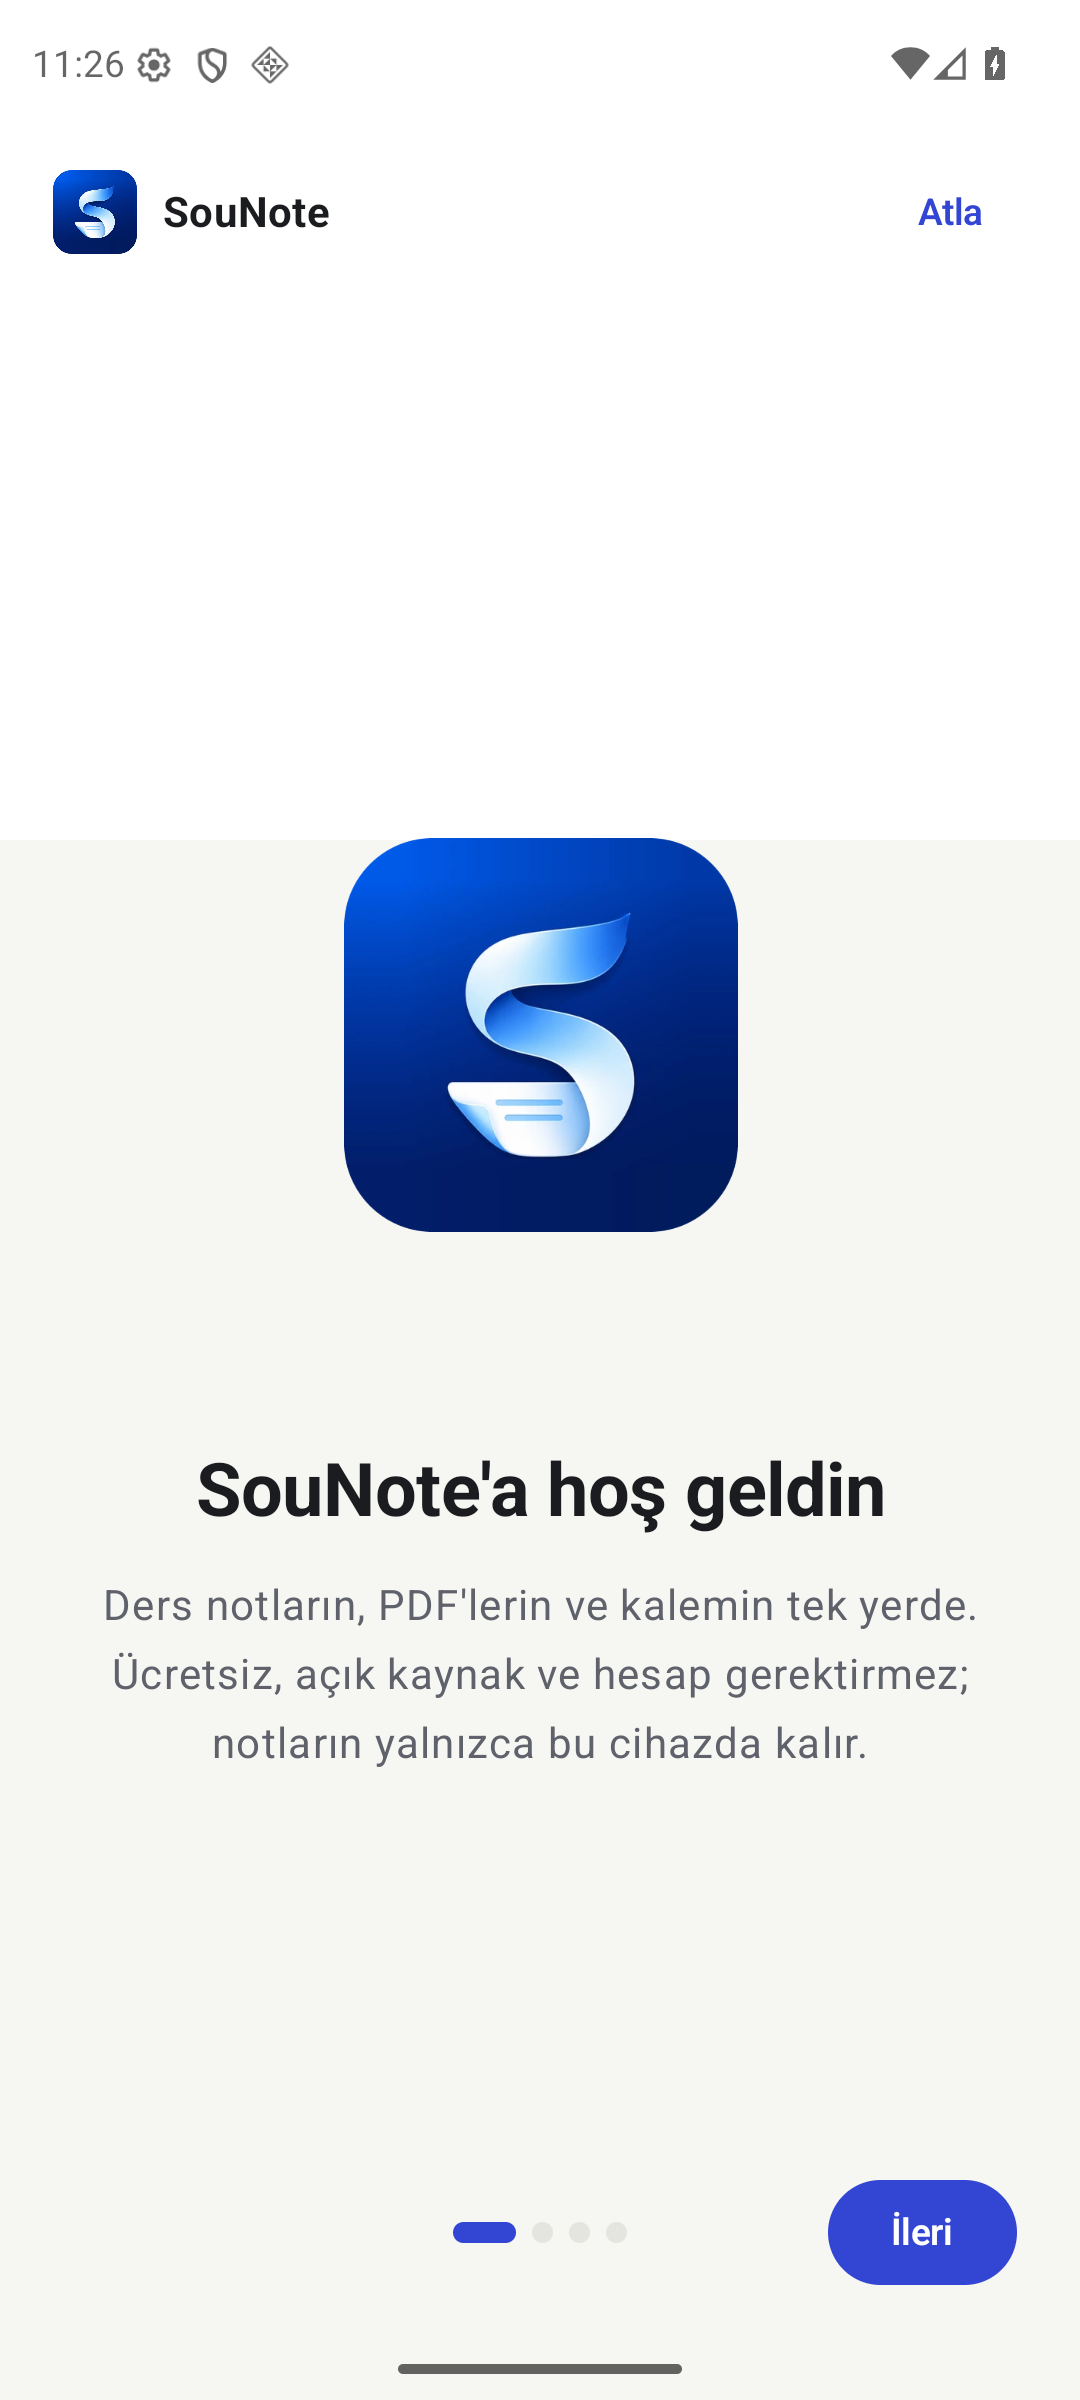 11:26
SouNote
Atla
SouNote'a hoş geldin
Ders notların, PDF'lerin ve kalemin tek yerde.
Ücretsiz, açık kaynak ve hesap gerektirmez;
notların yalnızca bu cihazda kalır.
İleri